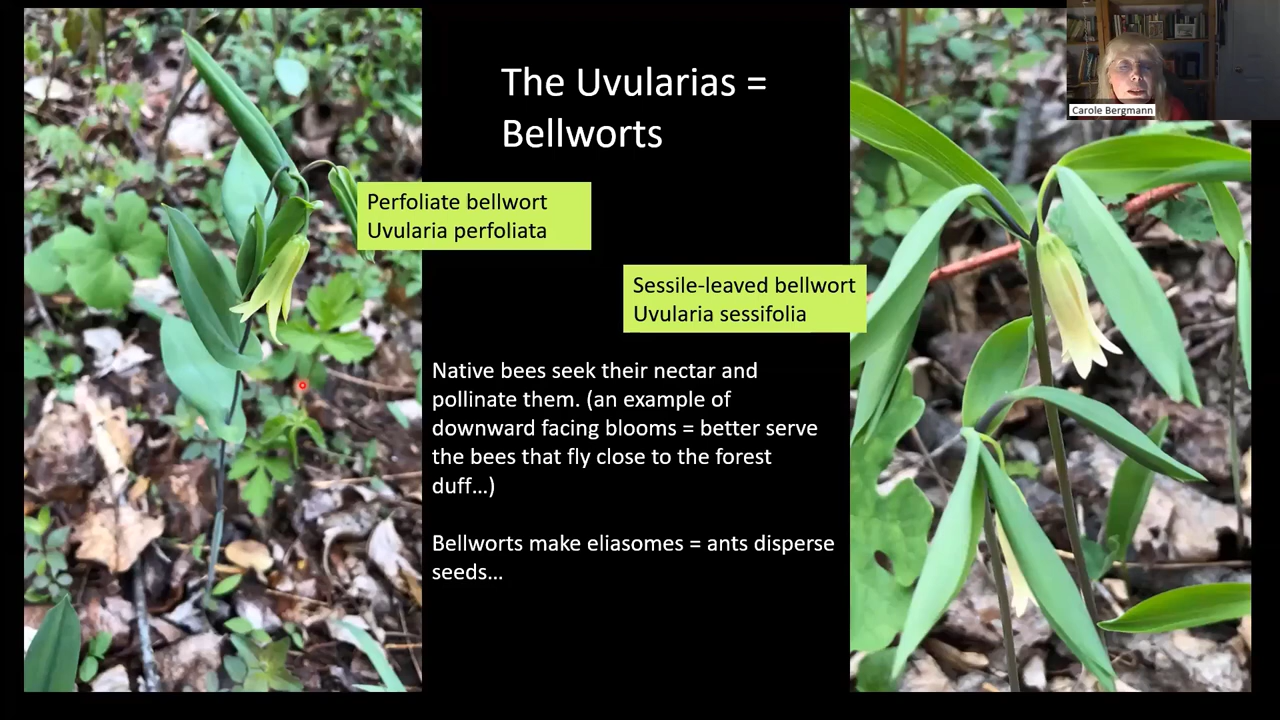 The Uvularias =
Bellworts
Carole Bergmann
Perfoliate bellwort
Uvularia perfoliata
Sessile-leaved bellwort
Uvularia sessifolia
Native bees seek their nectar and
pollinate them. (an example of
downward facing blooms = better serve
the bees that fly close to the forest
duff...)
Bellworts make eliasomes = ants disperse
seeds...